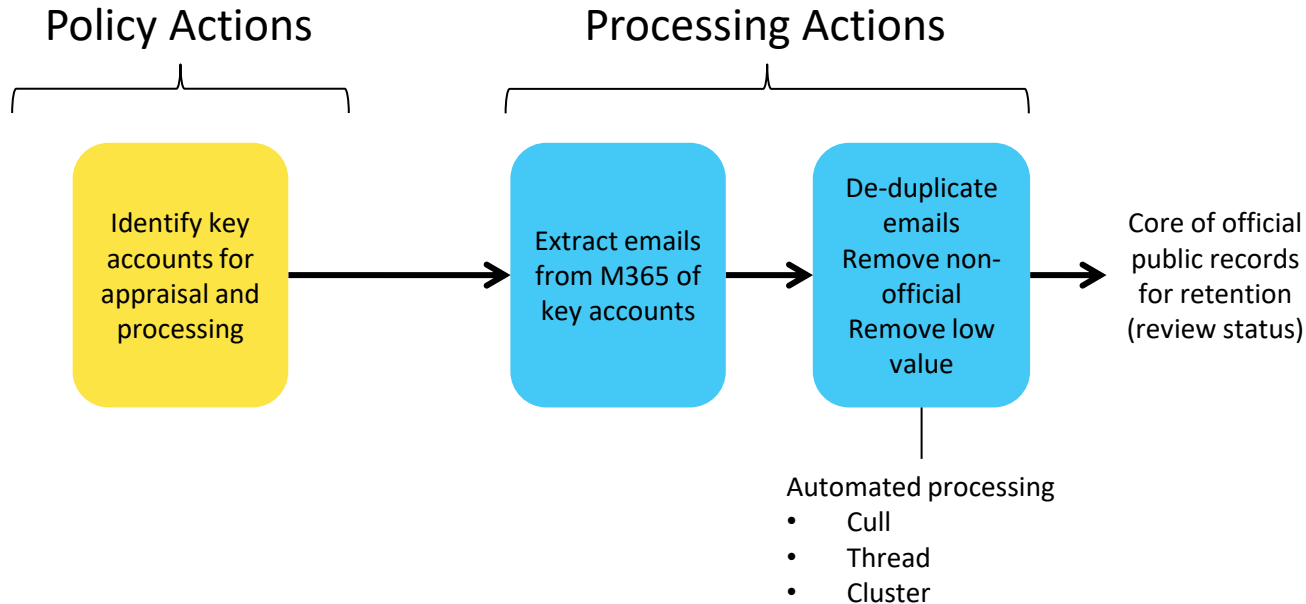 Policy Actions
Processing Actions
Identify key
accounts for
appraisal and
processing
Extract emails
from M365 of
key accounts
De-duplicate
emails
Remove non-
official
Remove low
value
Core of official
public records
for retention
(review status)
Automated processing
• Cull
• Thread
• Cluster